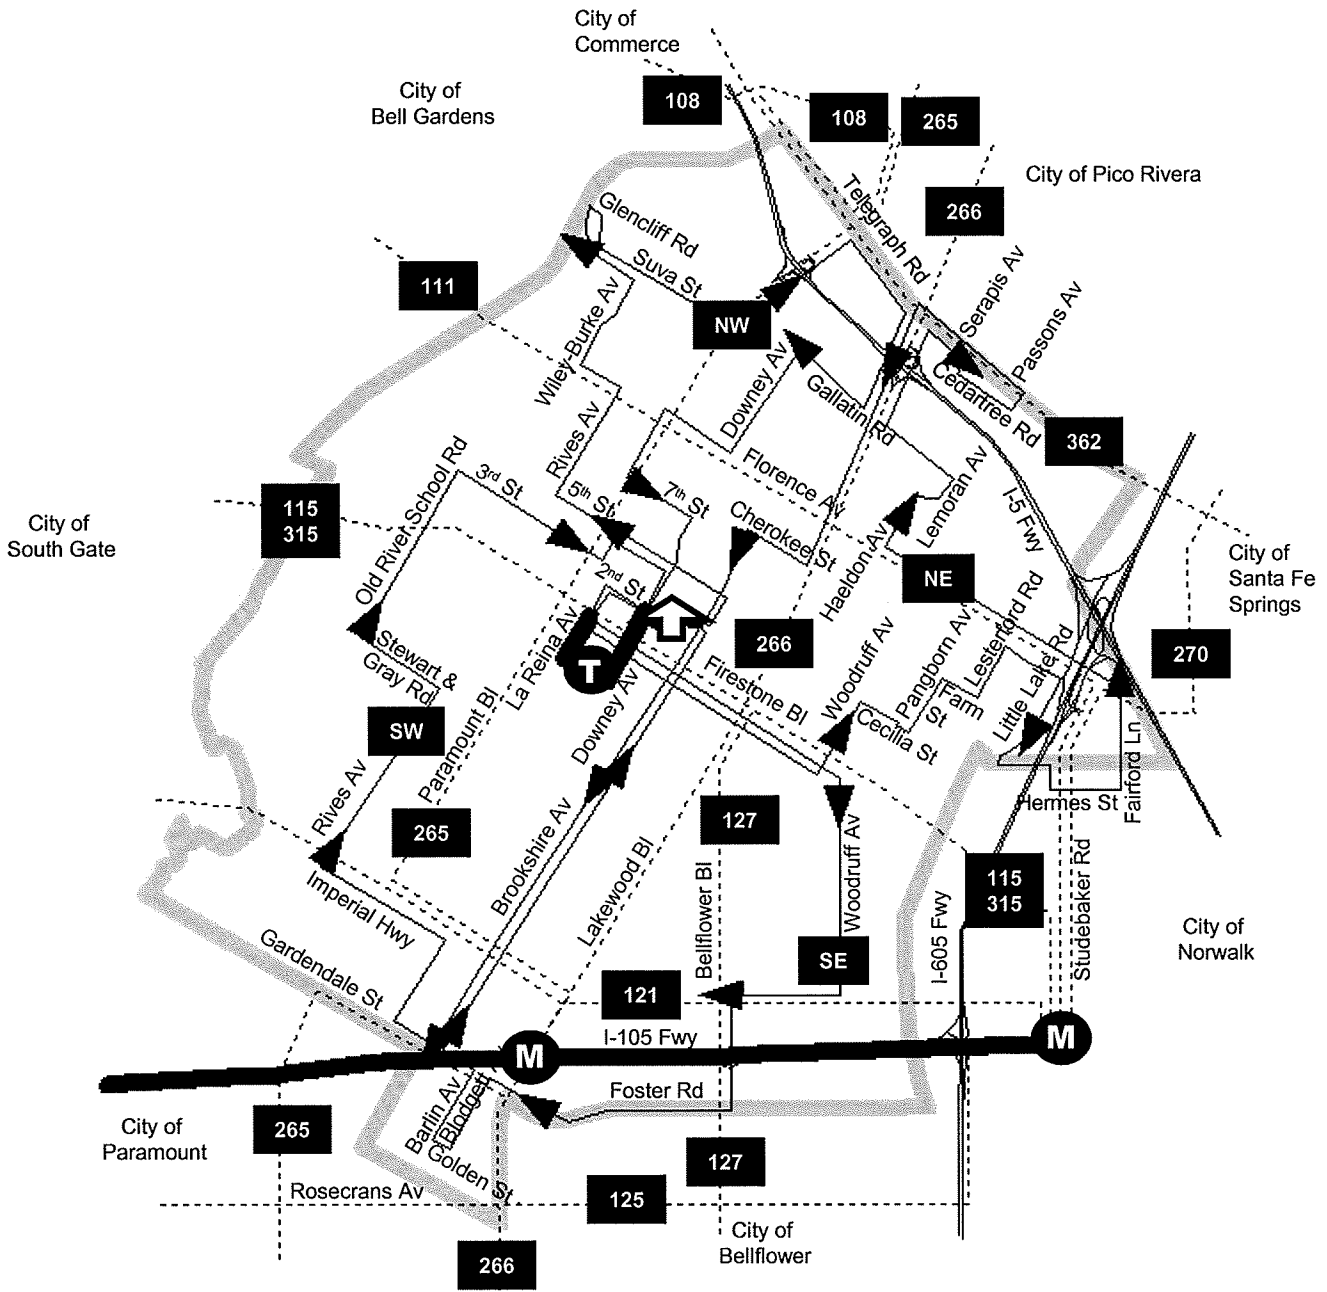 City of
Commerce
City of
Bell Gardens
108
108
265
City of Pico Rivera
266
Telegraph Rd
Glencliff Rd
Suva St
111
NW
Serapis Av
Passons Av
Wiley-Burke Av
Downey Av
Gallatin Rd
Cedartree Rd
362
Old River School Rd
3rd St
Rives Av
5th St
7th St
Florence Av
Cherokee St
Lemoran Av
Haeldon Av
I-5 Fwy
115
315
City of
South Gate
City of
Santa Fe
Springs
NE
2nd St
La Reina Av
T
266
270
Stewart &
Gray Rd
Firestone Bl
Woodruff Av
Pangborn Av
Lesterford Rd
Farm
St
Cecilia St
Little Lake Rd
SW
Paramount Bl
Downey Av
Rives Av
265
127
Hermes St
Fairford Ln
Brookshire Av
Lakewood Bl
Bellflower Bl
Woodruff Av
115
315
I-605 Fwy
Studebaker Rd
Imperial Hwy
Gardendale St
City of
Norwalk
SE
121
I-105 Fwy
M
M
Foster Rd
Barlin Av
Blodgett
Golden St
City of
Paramount
265
127
Rosecrans Av
125
City of
Bellflower
266